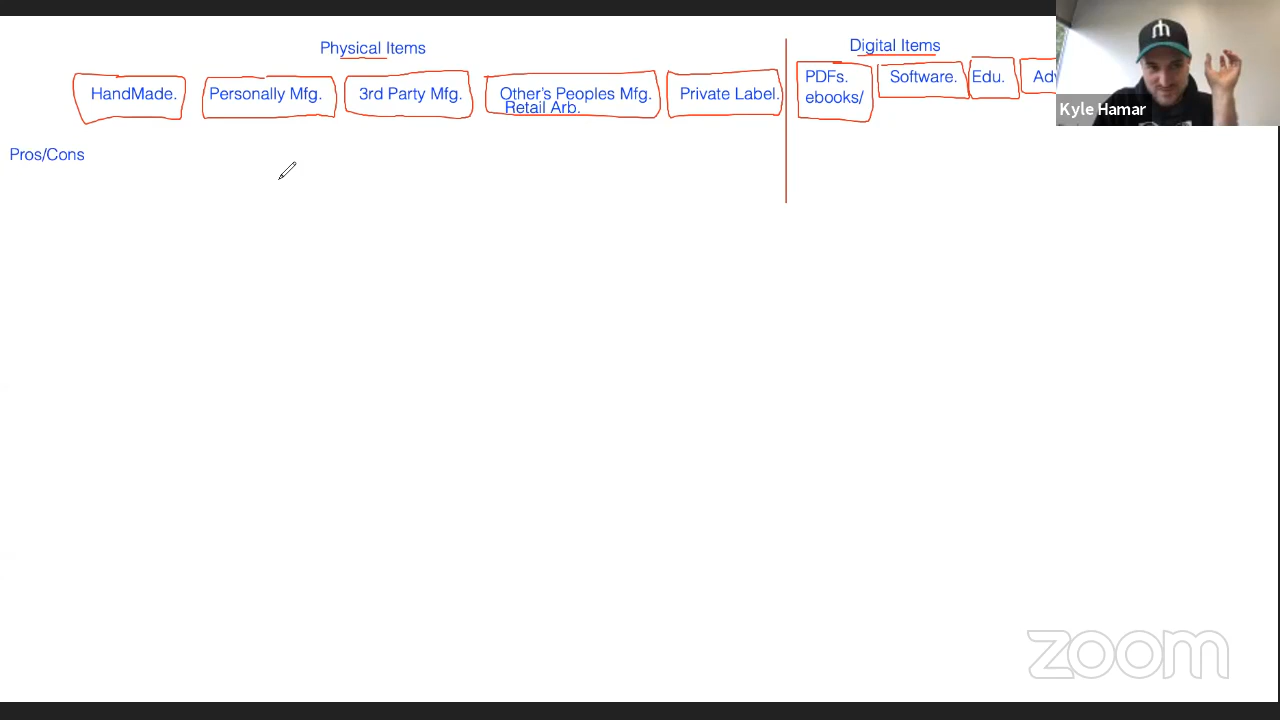 Physical Items
Digital Items
HandMade.
Personally Mfg.
3rd Party Mfg.
Other's Peoples Mfg.
Retail Arb.
Private Label.
PDFs.
ebooks/
Software.
Edu.
Adv
Pros/Cons
Kyle Hamar
zoom